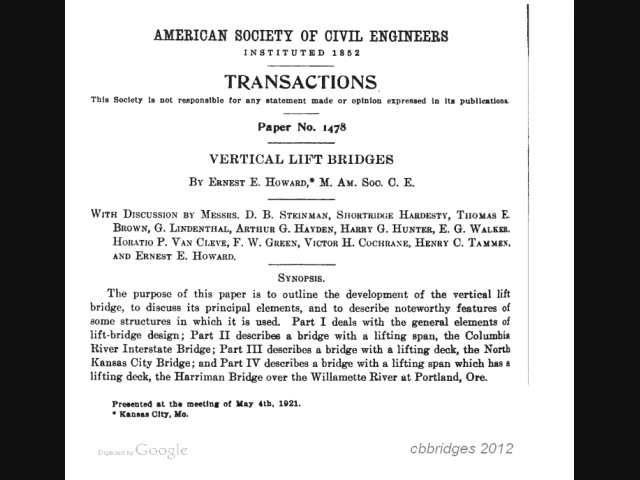 AMERICAN SOCIETY OF CIVIL ENGINEERS
INSTITUTED 1852
TRANSACTIONS
This Society is not responsible for any statement made or opinion expressed in its publications.
Paper No. 1478
VERTICAL LIFT BRIDGES
By Ernest E. Howard,* M. Am. Soc. C. E.
With Discussion by Messrs. D. B. Steinman, Shortridge Hardesty, Thomas E.
Brown, G. Lindenthal, Arthur G. Hayden, Harry G. Hunter, E. G. Walker,
Horatio P. Van Cleve, F. W. Green, Victor H. Cochrane, Henry C. Tammen,
and Ernest E. Howard.
Synopsis.
The purpose of this paper is to outline the development of the vertical lift
bridge, to discuss its principal elements, and to describe noteworthy features of
some structures in which it is used. Part I deals with the general elements of
lift-bridge design; Part II describes a bridge with a lifting span, the Columbia
River Interstate Bridge; Part III describes a bridge with a lifting deck, the North
Kansas City Bridge; and Part IV describes a bridge with a lifting span which has a
lifting deck, the Harriman Bridge over the Willamette River at Portland, Ore.
Presented at the meeting of May 4th, 1921.
* Kansas City, Mo.
Digitized by Google
cbbridges 2012